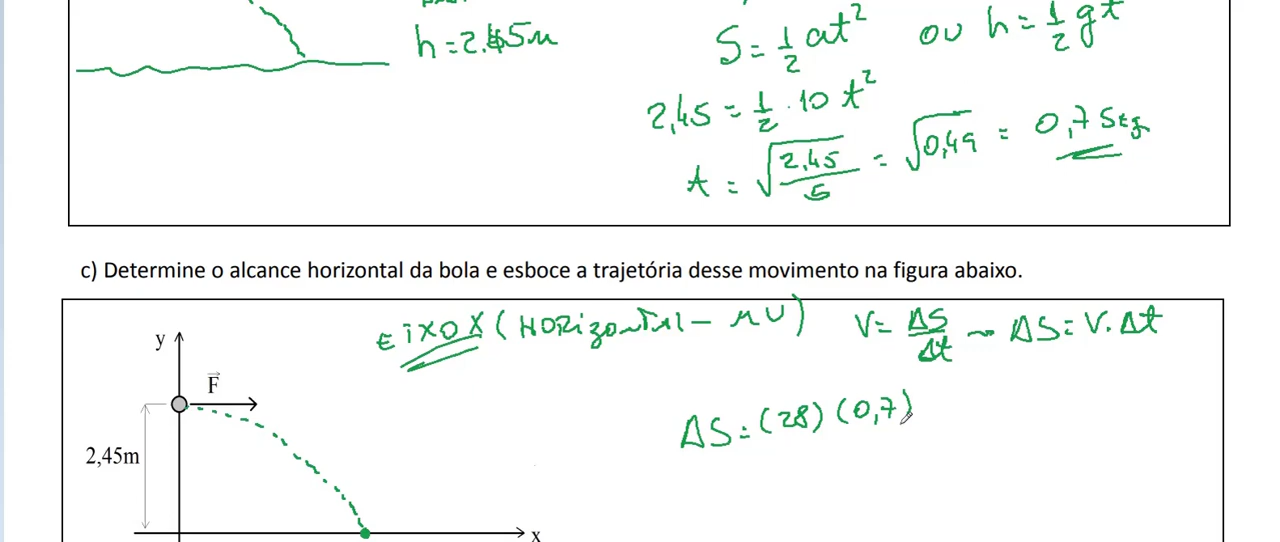 h = 2.45m
S = 1/2 at² ou h = 1/2 gt
2,45 = 1/2 · 10 t²
t = √(2,45/5) = √0,49 = 0,7 seg
c) Determine o alcance horizontal da bola e esboce a trajetória desse movimento na figura abaixo.
EIXO X (HORIZONTAL - MU) V = ΔS/Δt → ΔS = V.Δt
y
F
ΔS = (28) (0,7)
2,45m
x